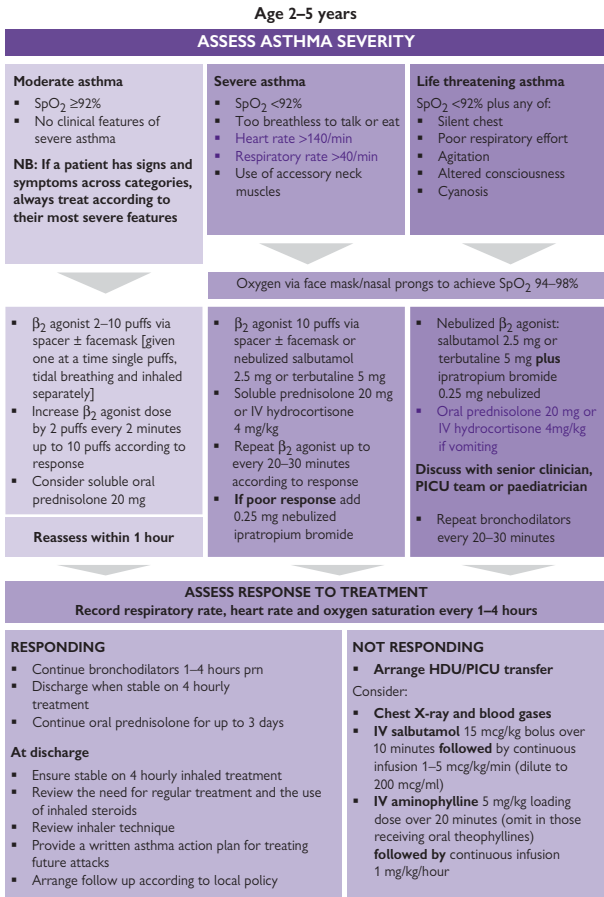 Age 2–5 years
ASSESS ASTHMA SEVERITY
Moderate asthma
▪ SpO₂ ≥92%
▪ No clinical features of
severe asthma
NB: If a patient has signs and
symptoms across categories,
always treat according to
their most severe features
Severe asthma
▪ SpO₂ <92%
▪ Too breathless to talk or eat
▪ Heart rate >140/min
▪ Respiratory rate >40/min
▪ Use of accessory neck
muscles
Life threatening asthma
SpO₂ <92% plus any of:
▪ Silent chest
▪ Poor respiratory effort
▪ Agitation
▪ Altered consciousness
▪ Cyanosis
Oxygen via face mask/nasal prongs to achieve SpO₂ 94–98%
▪ β₂ agonist 2–10 puffs via
spacer ± facemask [given
one at a time single puffs,
tidal breathing and inhaled
separately]
▪ Increase β₂ agonist dose
by 2 puffs every 2 minutes
up to 10 puffs according to
response
▪ Consider soluble oral
prednisolone 20 mg
Reassess within 1 hour
▪ β₂ agonist 10 puffs via
spacer ± facemask or
nebulized salbutamol
2.5 mg or terbutaline 5 mg
▪ Soluble prednisolone 20 mg
or IV hydrocortisone
4 mg/kg
▪ Repeat β₂ agonist up to
every 20–30 minutes
according to response
▪ If poor response add
0.25 mg nebulized
ipratropium bromide
▪ Nebulized β₂ agonist:
salbutamol 2.5 mg or
terbutaline 5 mg plus
ipratropium bromide
0.25 mg nebulized
▪ Oral prednisolone 20 mg or
IV hydrocortisone 4mg/kg
if vomiting
Discuss with senior clinician,
PICU team or paediatrician
▪ Repeat bronchodilators
every 20–30 minutes
ASSESS RESPONSE TO TREATMENT
Record respiratory rate, heart rate and oxygen saturation every 1–4 hours
RESPONDING
▪ Continue bronchodilators 1–4 hours prn
▪ Discharge when stable on 4 hourly
treatment
▪ Continue oral prednisolone for up to 3 days
At discharge
▪ Ensure stable on 4 hourly inhaled treatment
▪ Review the need for regular treatment and the use
of inhaled steroids
▪ Review inhaler technique
▪ Provide a written asthma action plan for treating
future attacks
▪ Arrange follow up according to local policy
NOT RESPONDING
▪ Arrange HDU/PICU transfer
Consider:
▪ Chest X-ray and blood gases
▪ IV salbutamol 15 mcg/kg bolus over
10 minutes followed by continuous
infusion 1–5 mcg/kg/min (dilute to
200 mcg/ml)
▪ IV aminophylline 5 mg/kg loading
dose over 20 minutes (omit in those
receiving oral theophyllines)
followed by continuous infusion
1 mg/kg/hour